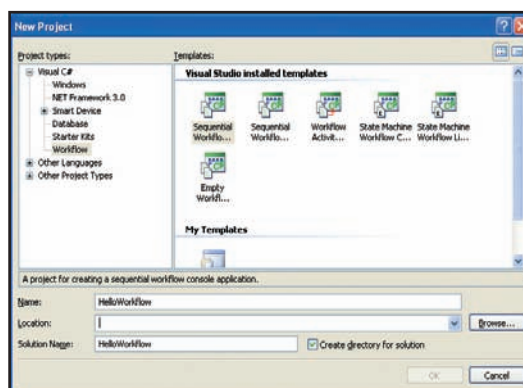 New Project
Project types:
Templates:
Visual C#
Windows
NET Framework 3.0
Smart Device
Database
Starter Kits
Workflow
Other Languages
Other Project Types
Visual Studio installed templates
Sequential Workflo...
Sequential Workflo...
Workflow Activit...
State Machine Workflow C...
State Machine Workflow Li...
Empty Workfl...
My Templates
A project for creating a sequential workflow console application.
Name:
HelloWorkflow
Location:
Browse...
Solution Name:
HelloWorkflow
Create directory for solution
OK
Cancel